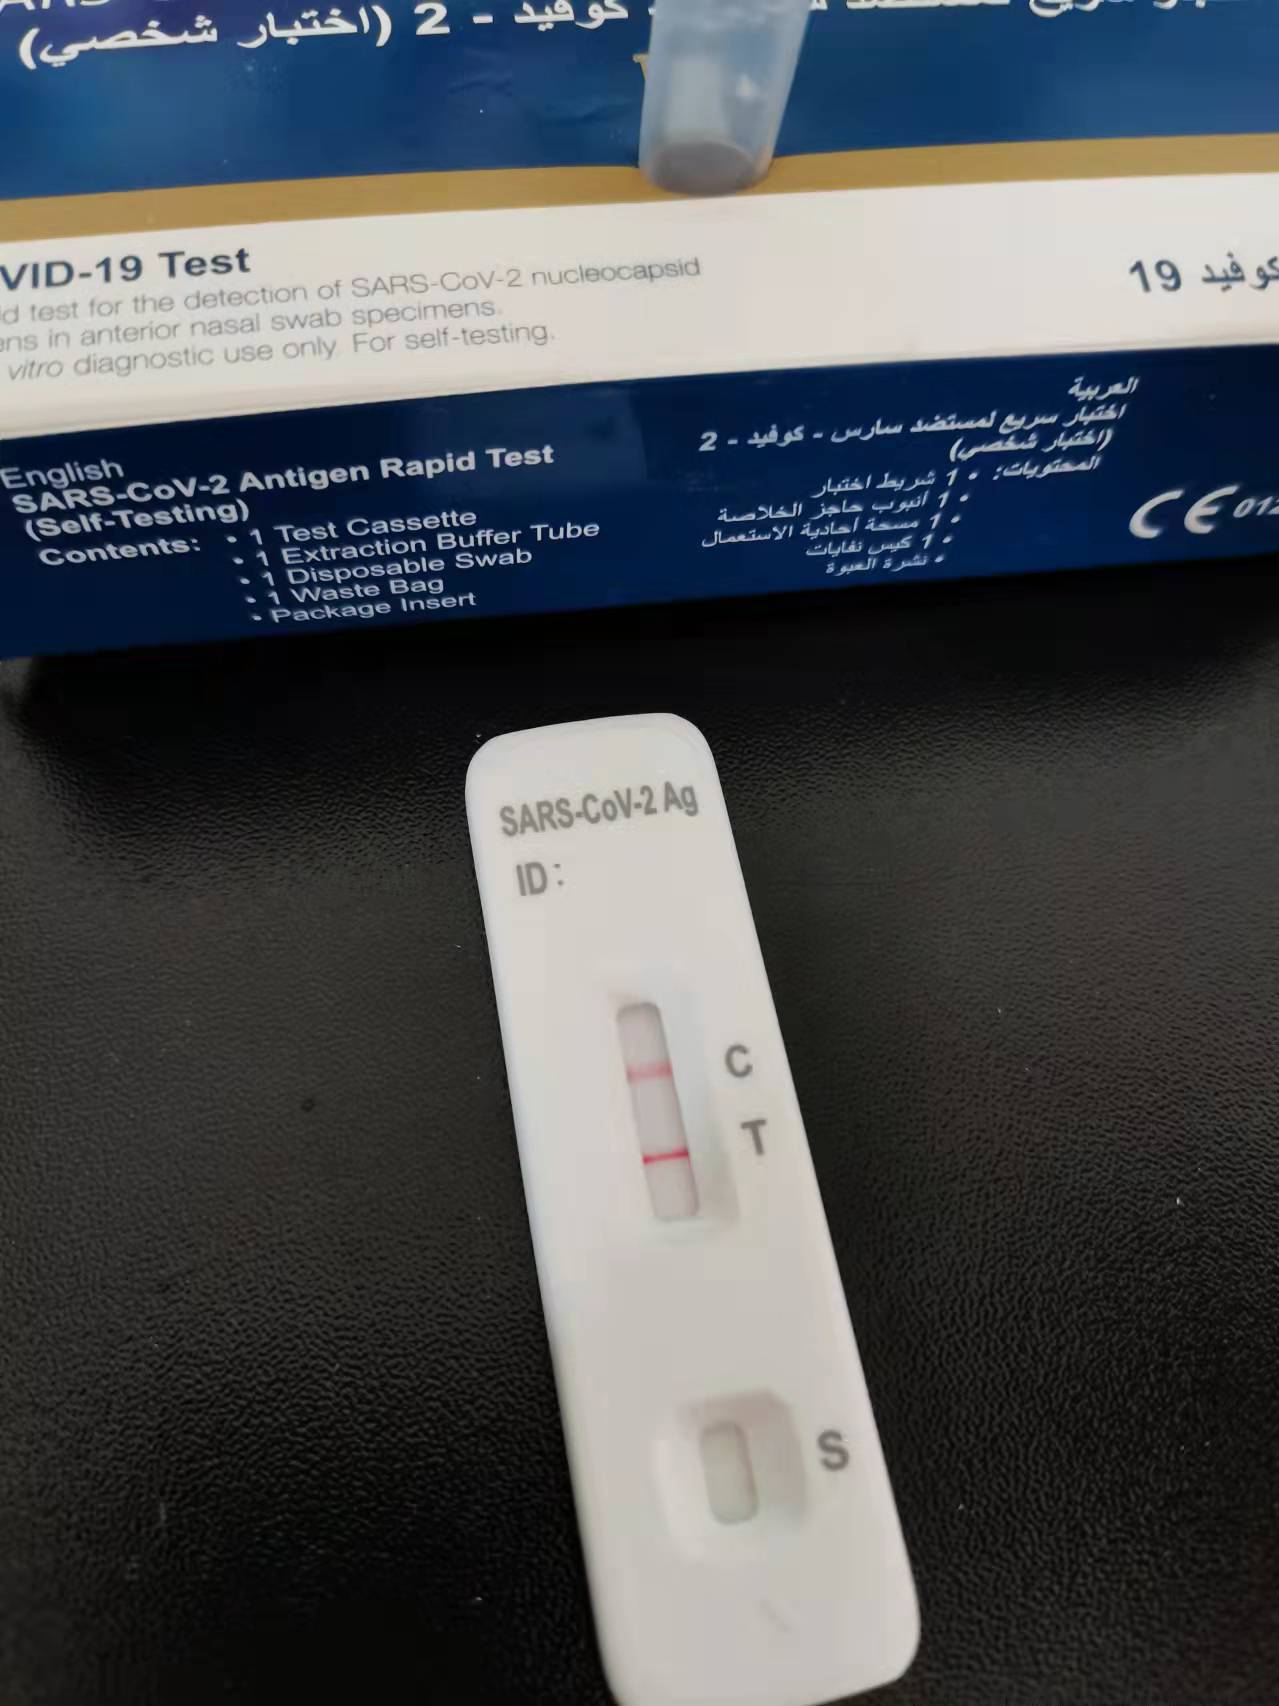 كوفيد - 2 (اختبار شخصي)
VID-19 Test
كوفيد 19
d test for the detection of SARS-CoV-2 nucleocapsid
ens in anterior nasal swab specimens.
vitro diagnostic use only. For self-testing.
English
SARS-CoV-2 Antigen Rapid Test
(Self-Testing)
Contents: • 1 Test Cassette
• 1 Extraction Buffer Tube
• 1 Disposable Swab
• 1 Waste Bag
• Package Insert
العربية
اختبار سريع لمستضد سارس - كوفيد - 2
(اختبار شخصي)
المحتويات: • 1 شريط اختبار
• 1 أنبوب حاجز الخلاصة
• 1 مسحة أحادية الاستعمال
• 1 كيس نفايات
• نشرة العبوة
CE 012
SARS-CoV-2 Ag
ID:
C
T
S